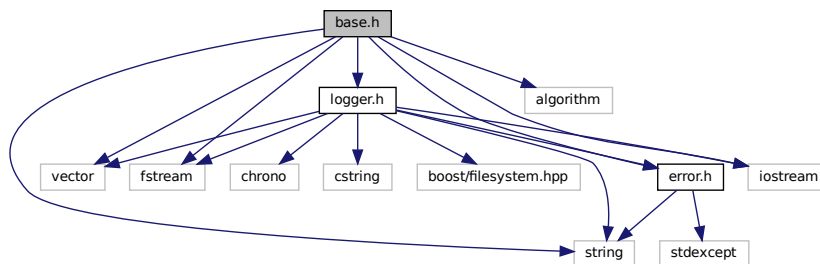 base.h
logger.h
algorithm
vector
fstream
chrono
cstring
boost/filesystem.hpp
error.h
iostream
string
stdexcept